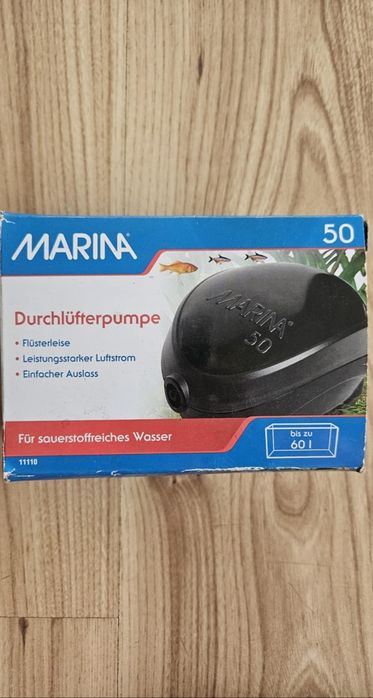 MARINA
50
Durchlüfterpumpe
• Flüsterleise
• Leistungsstarker Luftstrom
• Einfacher Auslass
MARINA
50
Für sauerstoffreiches Wasser
bis zu
60 l
11110